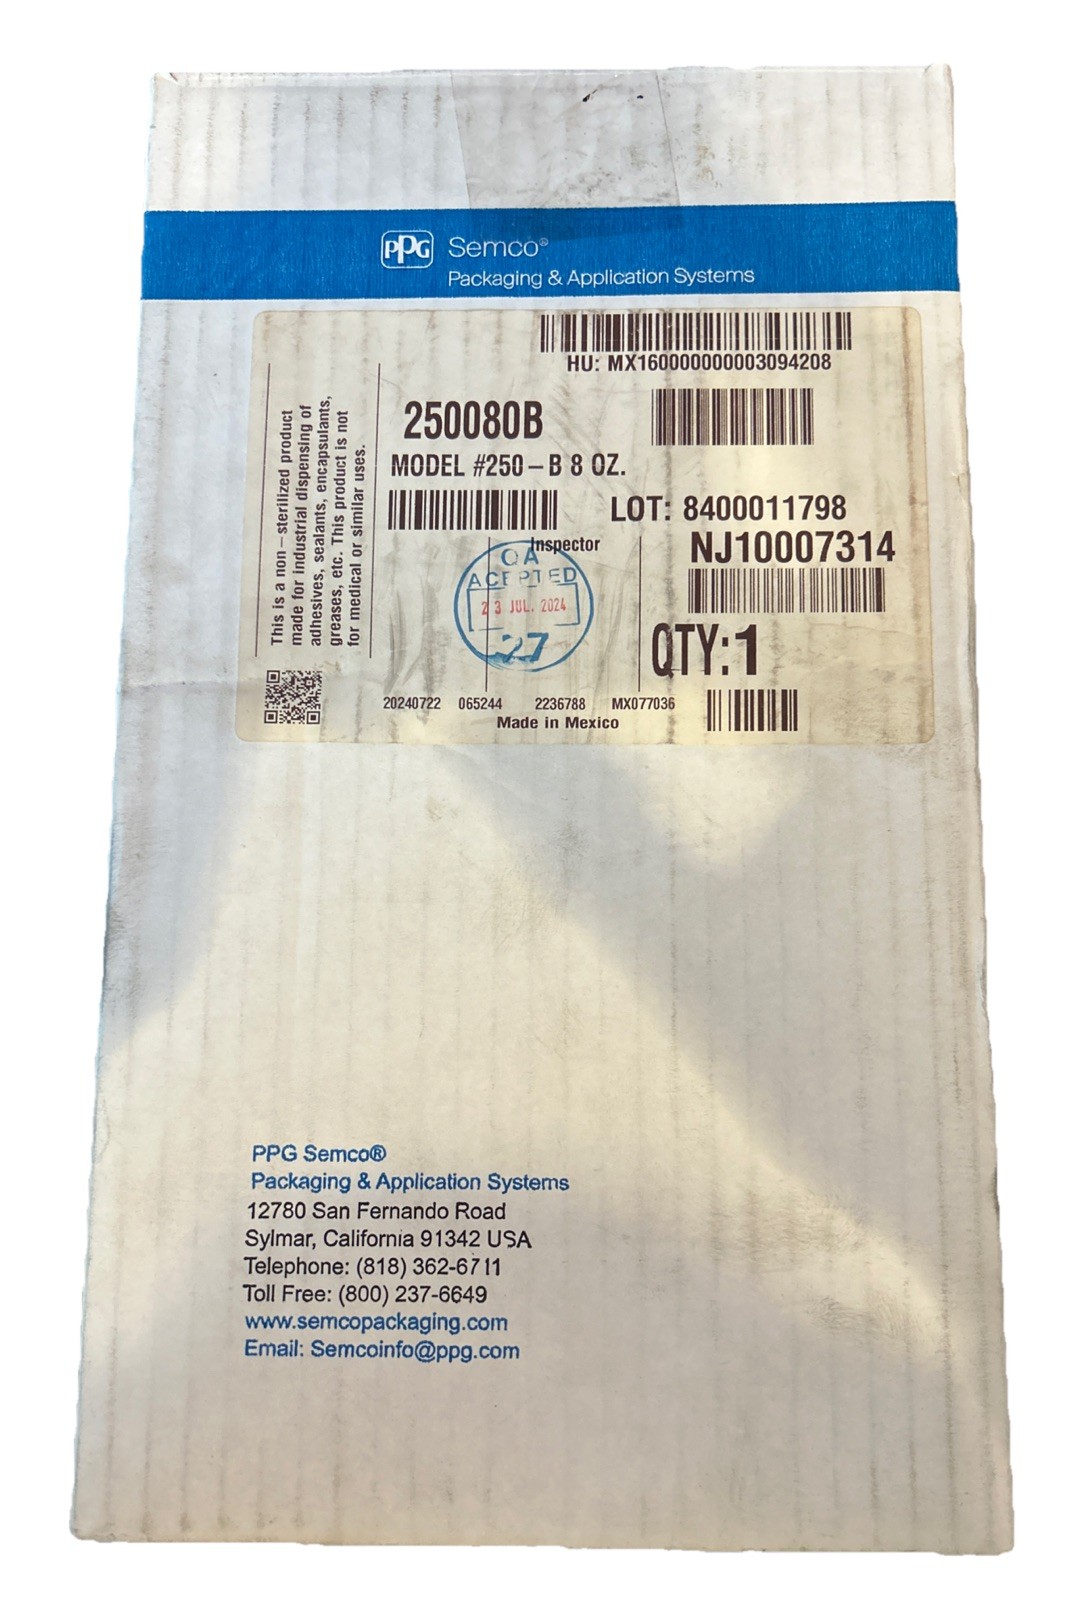 PPG Semco®
Packaging & Application Systems
HU: MX160000000003094208
250080B
MODEL #250-B 8 OZ.
LOT: 8400011798
Inspector
NJ10007314
QA
ACEPTED
23 JUL. 2024
27
QTY:1
This is a non-sterilized product
made for industrial dispensing of
adhesives, sealants, encapsulants,
greases, etc. This product is not
for medical or similar uses.
20240722 065244 2236788 MX077036
Made in Mexico
PPG Semco®
Packaging & Application Systems
12780 San Fernando Road
Sylmar, California 91342 USA
Telephone: (818) 362-6711
Toll Free: (800) 237-6649
www.semcopackaging.com
Email: Semcoinfo@ppg.com